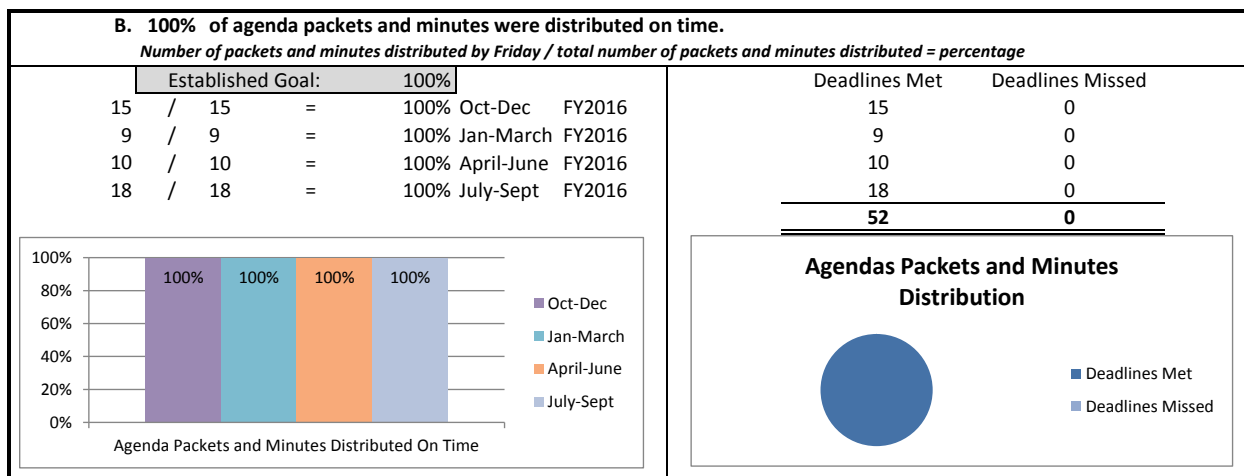 B. 100% of agenda packets and minutes were distributed on time.
Number of packets and minutes distributed by Friday / total number of packets and minutes distributed = percentage
Established Goal: 100%
15 / 15 = 100% Oct-Dec FY2016
9 / 9 = 100% Jan-March FY2016
10 / 10 = 100% April-June FY2016
18 / 18 = 100% July-Sept FY2016
Deadlines Met Deadlines Missed
15 0
9 0
10 0
18 0
52 0
100%
80%
60%
40%
20%
0%
100% 100% 100% 100%
Agenda Packets and Minutes Distributed On Time
Oct-Dec
Jan-March
April-June
July-Sept
Agendas Packets and Minutes
Distribution
Deadlines Met
Deadlines Missed